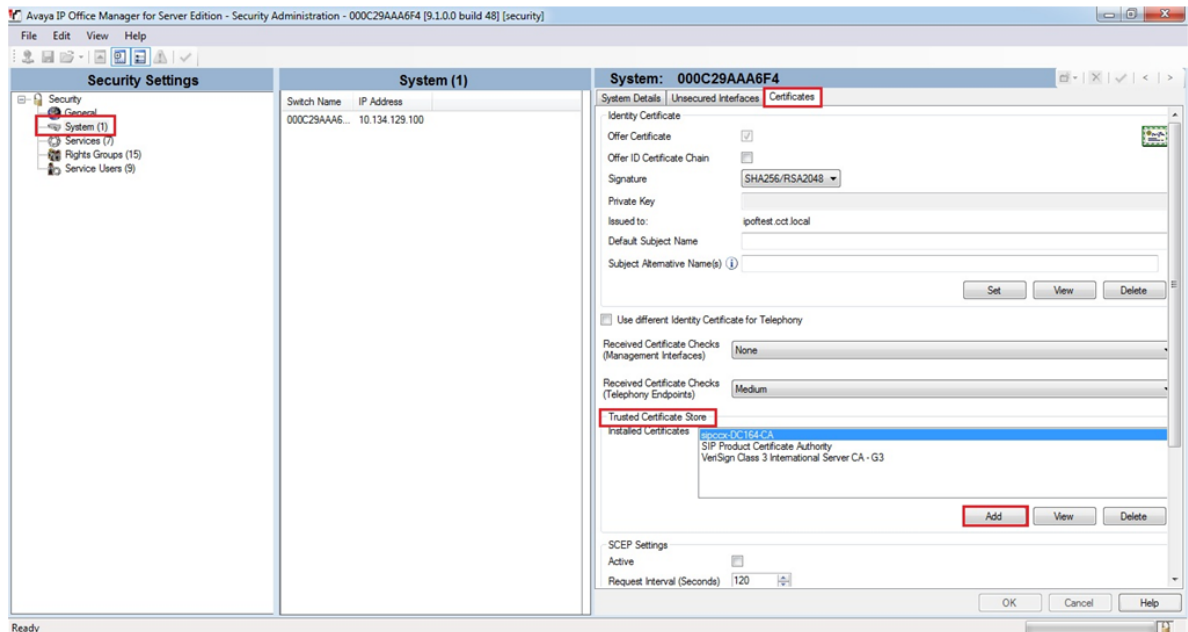 Avaya IP Office Manager for Server Edition - Security Administration - 000C29AAA6F4 [9.1.0.0 build 48] [security]
File Edit View Help
Security Settings
System (1)
System: 000C29AAA6F4
Security
General
System (1)
Services (7)
Rights Groups (15)
Service Users (9)
Switch Name IP Address
000C29AAA6... 10.134.129.100
System Details Unsecured Interfaces Certificates
Identity Certificate
Offer Certificate
Offer ID Certificate Chain
Signature SHA256/RSA2048
Private Key
Issued to: ipoftest.cct.local
Default Subject Name
Subject Alternative Name(s)
Set View Delete
Use different Identity Certificate for Telephony
Received Certificate Checks
(Management Interfaces)
None
Received Certificate Checks
(Telephony Endpoints)
Medium
Trusted Certificate Store
Installed Certificates
sipccx-DC164-CA
SIP Product Certificate Authority
VeriSign Class 3 International Server CA - G3
Add View Delete
SCEP Settings
Active
Request Interval (Seconds) 120
OK Cancel Help
Ready